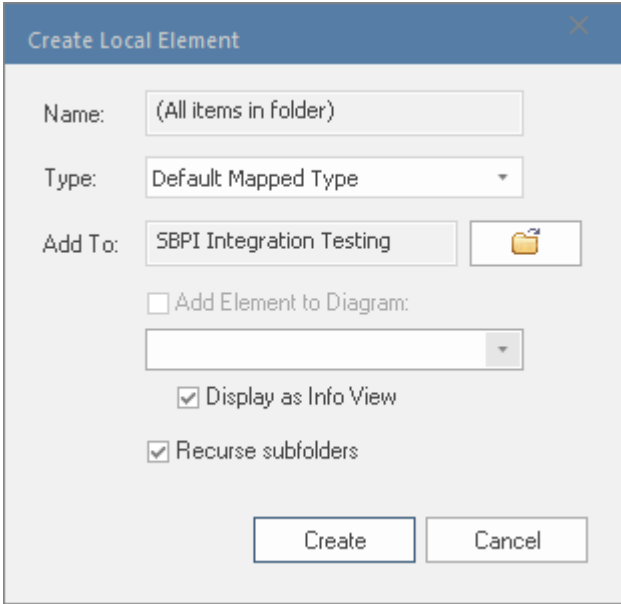 Create Local Element
Name: (All items in folder)
Type: Default Mapped Type
Add To: SBPI Integration Testing
Add Element to Diagram:
Display as Info View
Recurse subfolders
Create Cancel